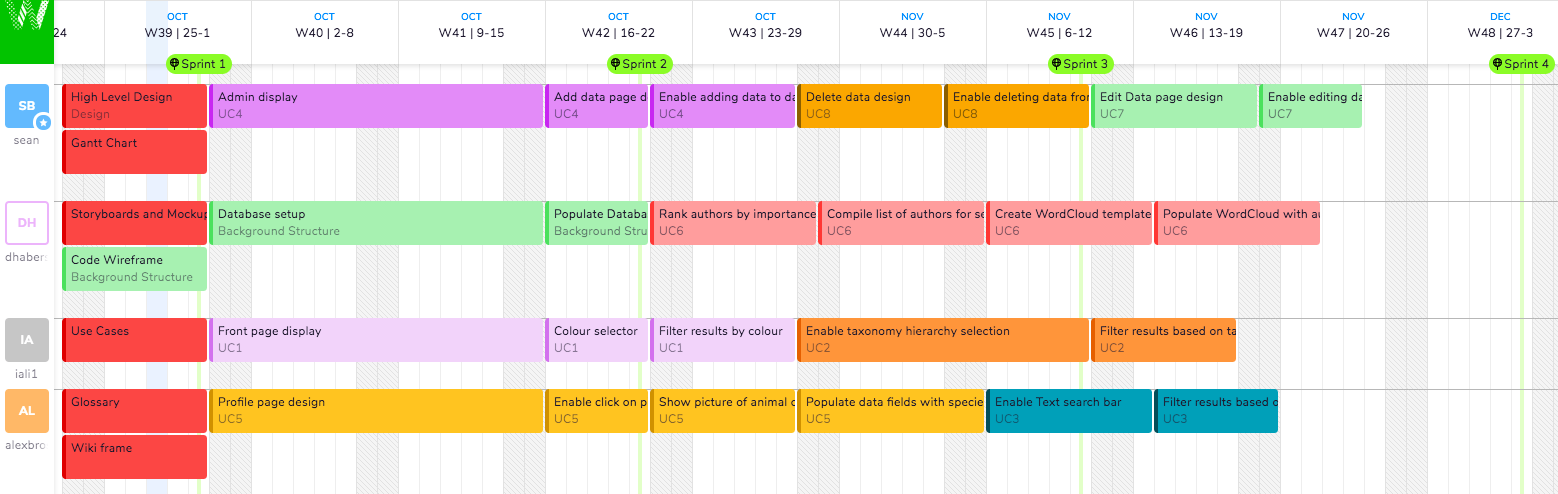 W
24
OCT
W39 | 25-1
OCT
W40 | 2-8
OCT
W41 | 9-15
OCT
W42 | 16-22
OCT
W43 | 23-29
NOV
W44 | 30-5
NOV
W45 | 6-12
NOV
W46 | 13-19
NOV
W47 | 20-26
DEC
W48 | 27-3
Sprint 1
Sprint 2
Sprint 3
Sprint 4
SB
sean
High Level Design
Design
Admin display
UC4
Add data page d
UC4
Enable adding data to da
UC4
Delete data design
UC8
Enable deleting data fron
UC8
Edit Data page design
UC7
Enable editing da
UC7
Gantt Chart
DH
dhaber
Storyboards and Mockup
Database setup
Background Structure
Populate Databa
Background Stru
Rank authors by importance
UC6
Compile list of authors for se
UC6
Create WordCloud template
UC6
Populate WordCloud with au
UC6
Code Wireframe
Background Structure
IA
iali1
Use Cases
Front page display
UC1
Colour selector
UC1
Filter results by colour
UC1
Enable taxonomy hierarchy selection
UC2
Filter results based on ta
UC2
AL
alexbro
Glossary
Profile page design
UC5
Enable click on p
UC5
Show picture of animal o
UC5
Populate data fields with specie
UC5
Enable Text search bar
UC3
Filter results based o
UC3
Wiki frame